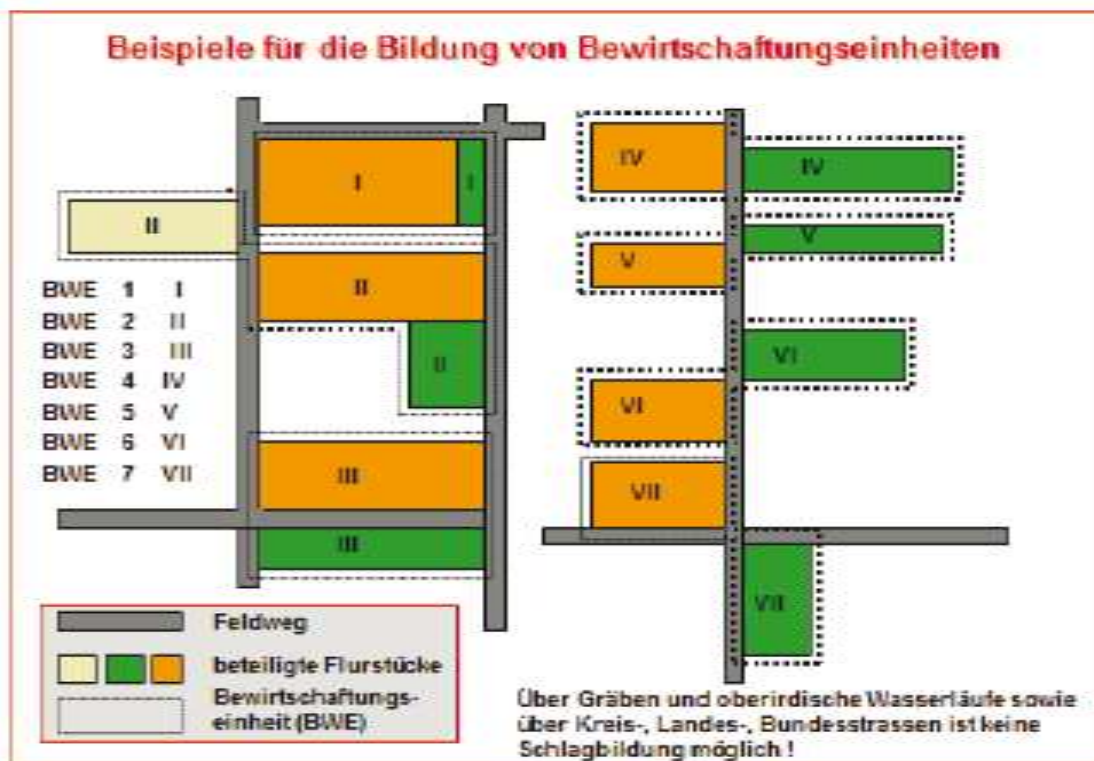 Beispiele für die Bildung von Bewirtschaftungseinheiten
I
I
II
II
II
III
III
BWE 1 I
BWE 2 II
BWE 3 III
BWE 4 IV
BWE 5 V
BWE 6 VI
BWE 7 VII
IV
IV
V
V
VI
VI
VII
VII
Feldweg
beteiligte Flurstücke
Bewirtschaftungs-
einheit (BWE)
Über Gräben und oberirdische Wasserläufe sowie
über Kreis-, Landes-, Bundesstrassen ist keine
Schlagbildung möglich !